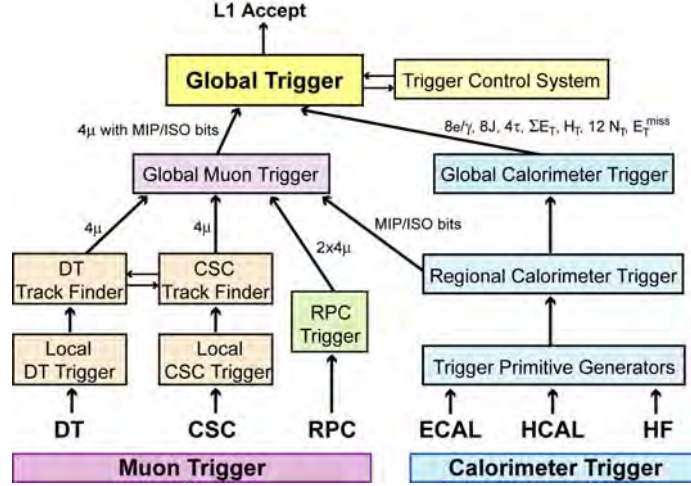 L1 Accept
Global Trigger
Trigger Control System
4μ with MIP/ISO bits
8e/γ, 8J, 4τ, ΣE_T, H_T, 12 N_T, E_T^miss
Global Muon Trigger
Global Calorimeter Trigger
4μ
4μ
MIP/ISO bits
2x4μ
DT
Track Finder
CSC
Track Finder
Regional Calorimeter Trigger
RPC
Trigger
Local
DT Trigger
Local
CSC Trigger
Trigger Primitive Generators
DT
CSC
RPC
ECAL
HCAL
HF
Muon Trigger
Calorimeter Trigger